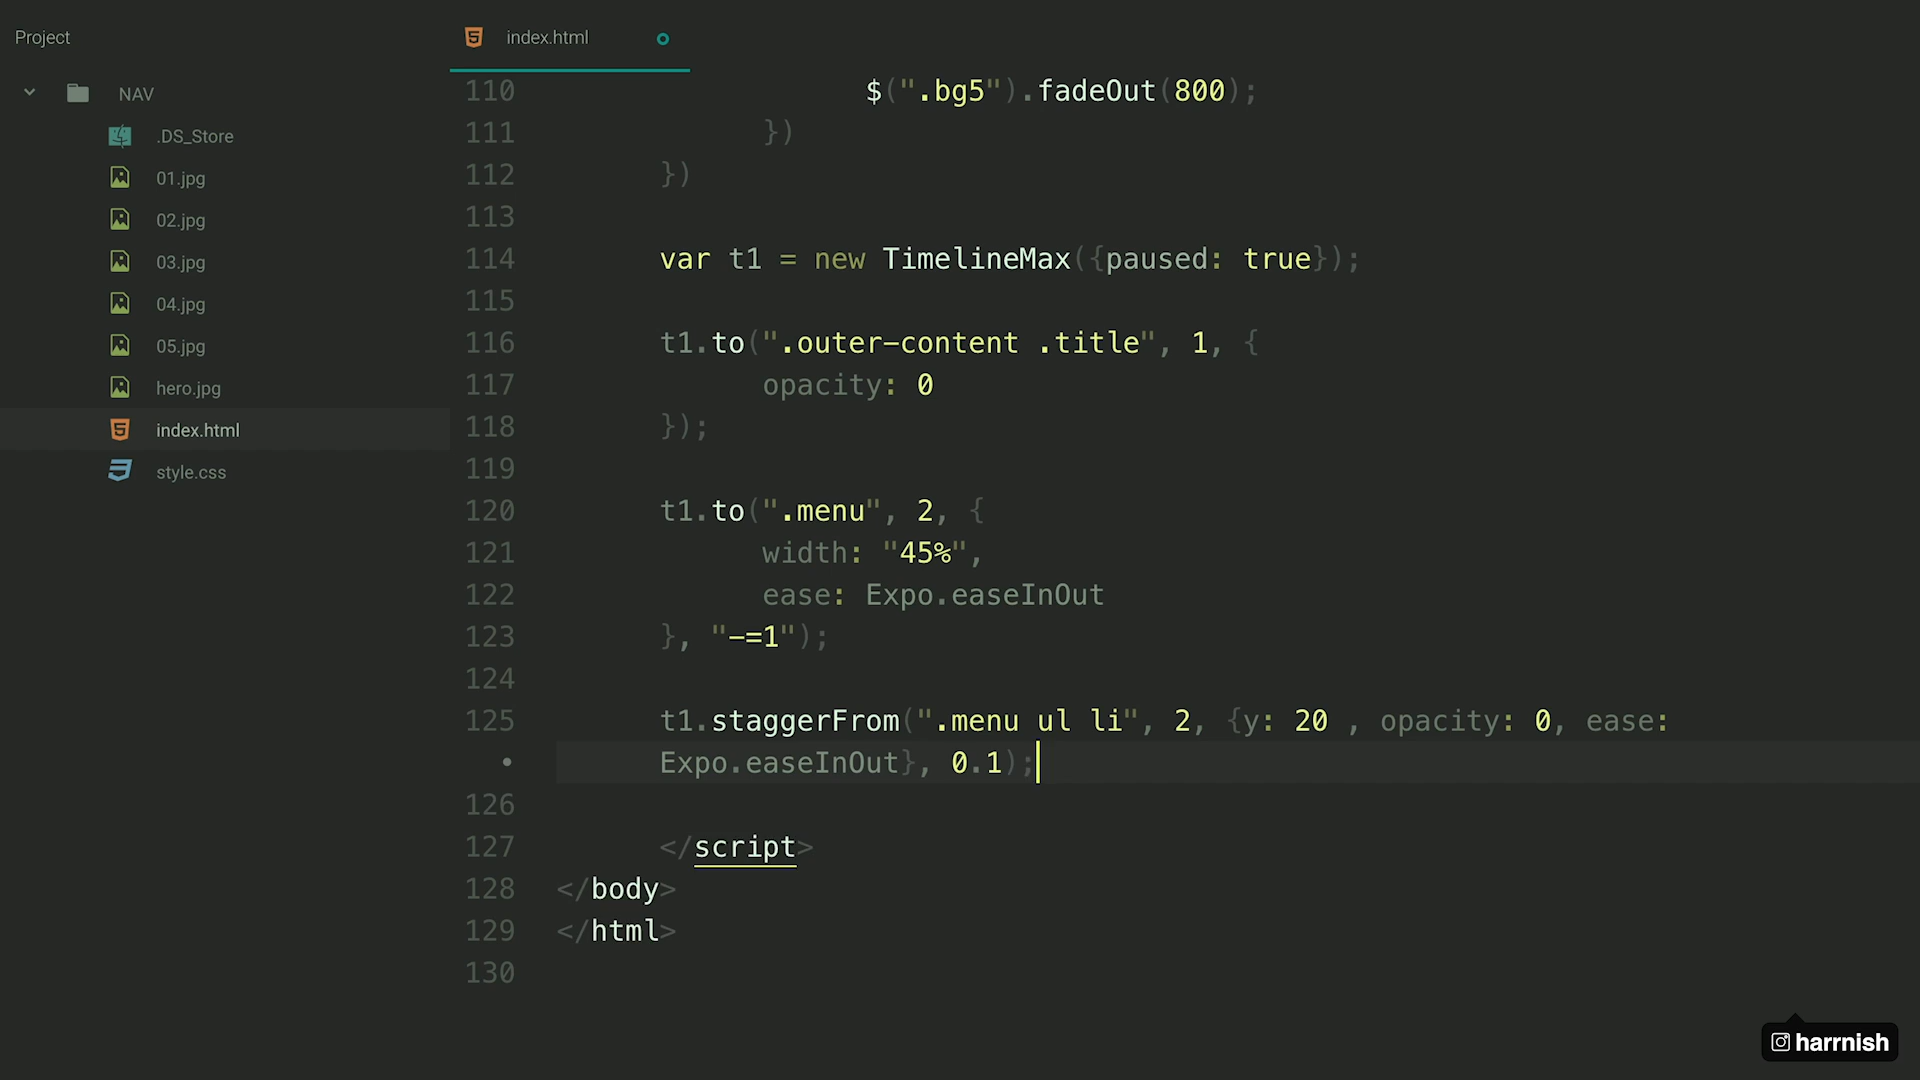 Project
NAV
.DS_Store
01.jpg
02.jpg
03.jpg
04.jpg
05.jpg
hero.jpg
index.html
style.css
index.html
110 $(".bg5").fadeOut(800);
111 })
112 })
113
114 var t1 = new TimelineMax({paused: true});
115
116 t1.to(".outer-content .title", 1, {
117 opacity: 0
118 });
119
120 t1.to(".menu", 2, {
121 width: "45%",
122 ease: Expo.easeInOut
123 }, "-=1");
124
125 t1.staggerFrom(".menu ul li", 2, {y: 20 , opacity: 0, ease:
• Expo.easeInOut}, 0.1);
126
127 </script>
128 </body>
129 </html>
130
harrnish